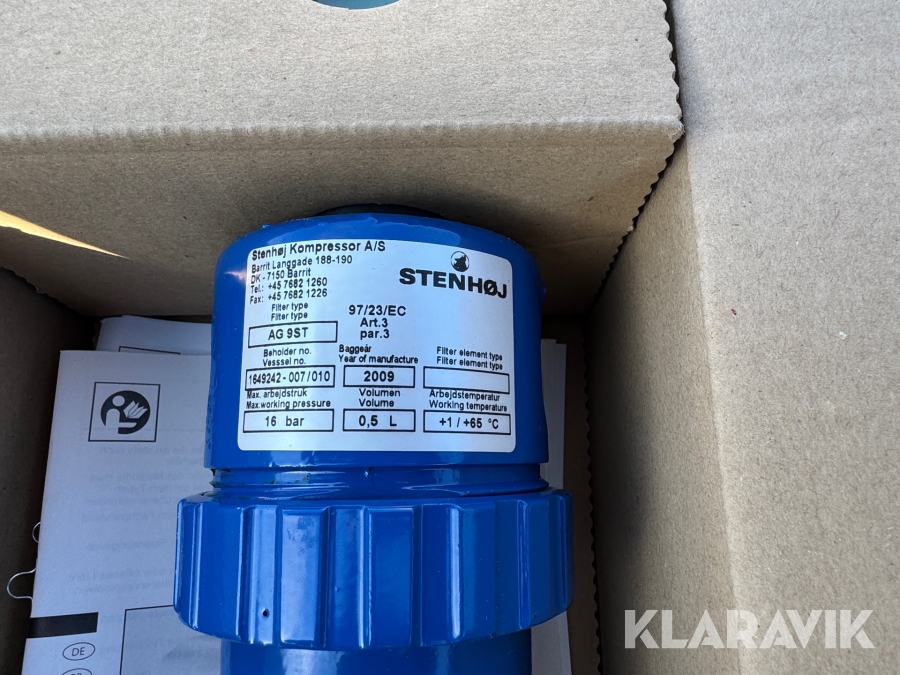 Stenhøj Kompressor A/S
Barrit Langgade 188-190
DK - 7150 Barrit
Tel.: +45 7682 1260
Fax: +45 7682 1226
STENHØJ
Filter type
Filter type
AG 9ST
97/23/EC
Art.3
par.3
Beholder no.
Vesssel no.
1649242-007/010
Baggeår
Year of manufacture
2009
Filter element type
Filter element type
Max. arbejdstruk
Max. working pressure
16 bar
Volumen
Volume
0,5 L
Arbejdstemperatur
Working temperature
+1 / +65 °C
DE
KLARAVIK